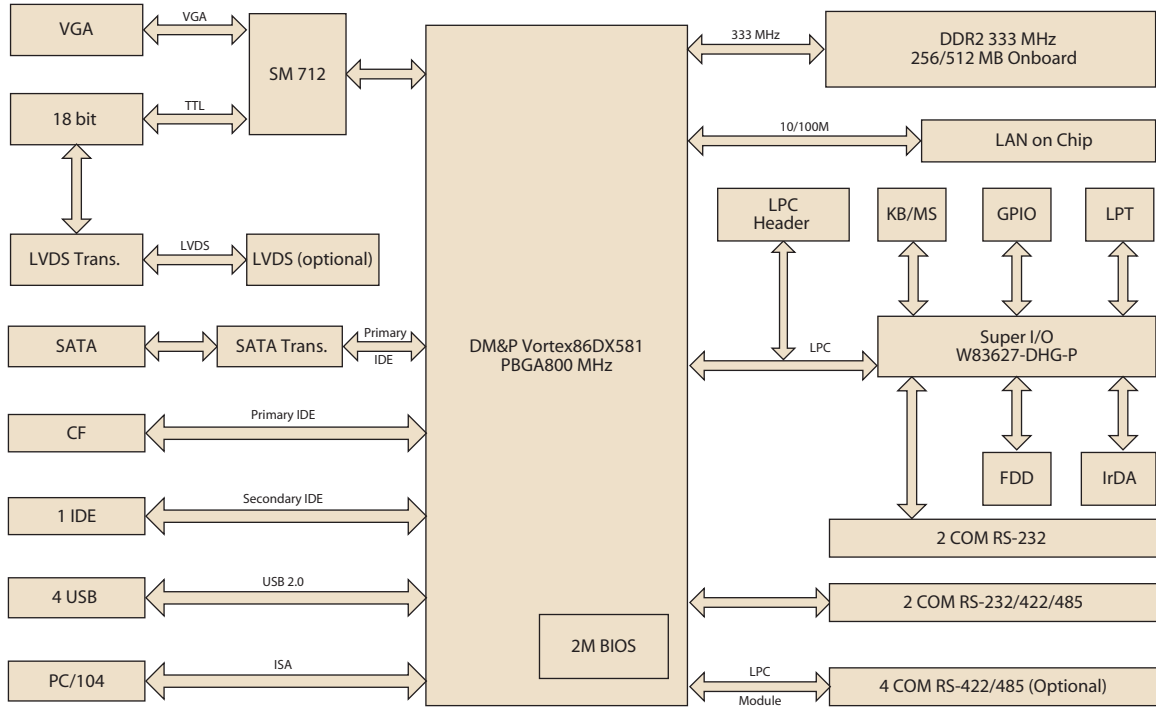 VGA
VGA
SM 712
18 bit
TTL
LVDS Trans.
LVDS
LVDS (optional)
SATA
SATA Trans.
Primary
IDE
CF
Primary IDE
1 IDE
Secondary IDE
4 USB
USB 2.0
PC/104
ISA
DM&P Vortex86DX581
PBGA800 MHz
2M BIOS
333 MHz
DDR2 333 MHz
256/512 MB Onboard
10/100M
LAN on Chip
LPC
Header
KB/MS
GPIO
LPT
LPC
Super I/O
W83627-DHG-P
FDD
IrDA
2 COM RS-232
2 COM RS-232/422/485
LPC
Module
4 COM RS-422/485 (Optional)